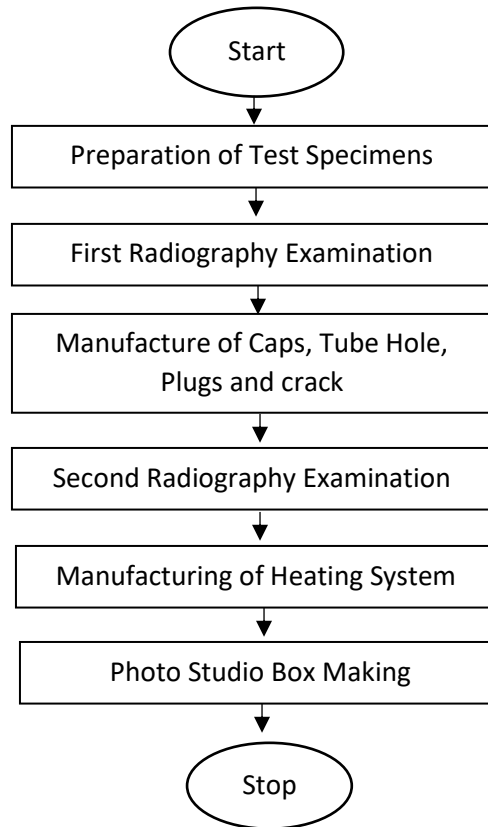 Start
Preparation of Test Specimens
First Radiography Examination
Manufacture of Caps, Tube Hole,
Plugs and crack
Second Radiography Examination
Manufacturing of Heating System
Photo Studio Box Making
Stop